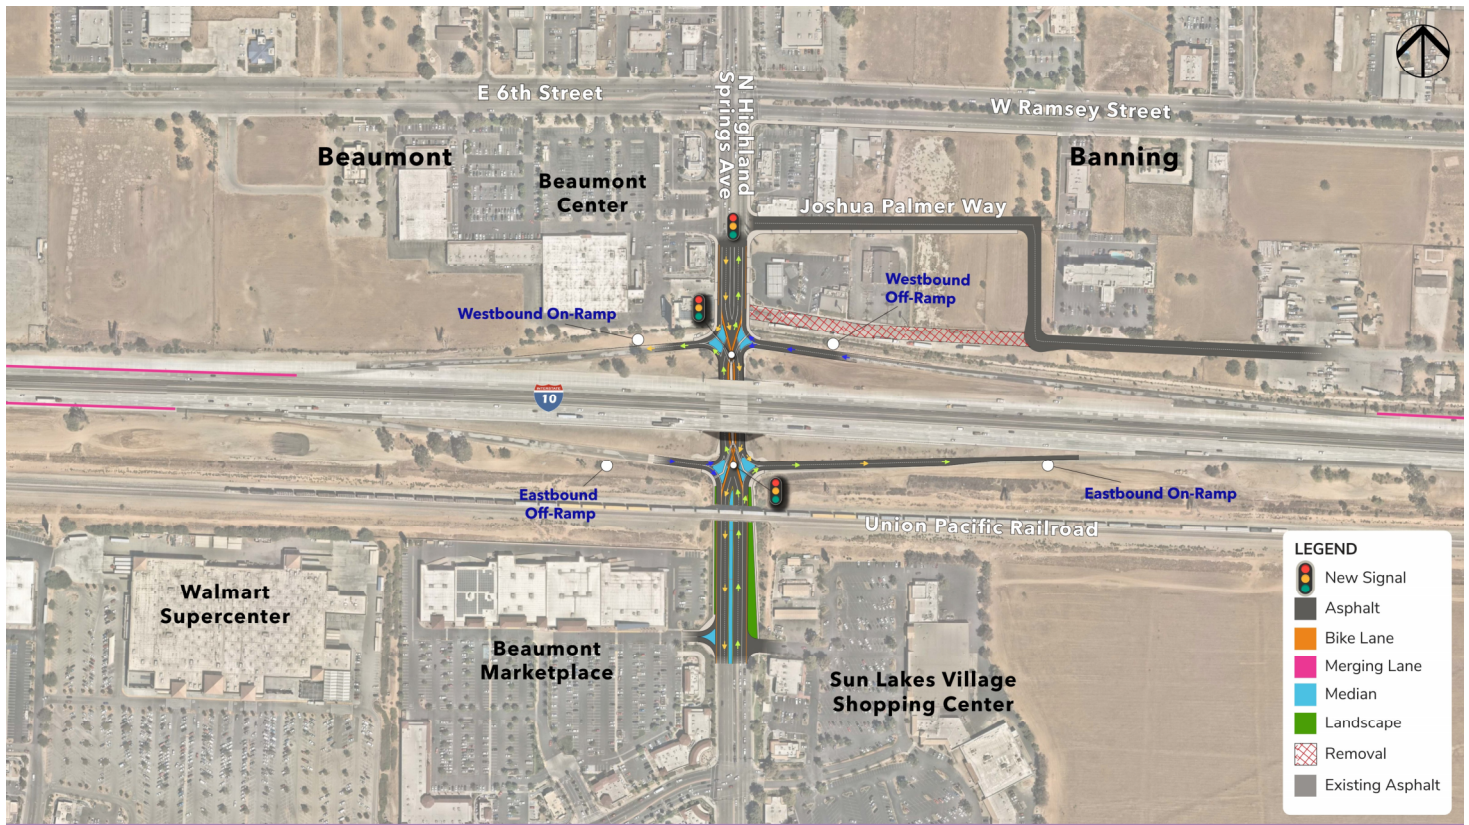 E 6th Street
N Highland
Springs Ave
W Ramsey Street
Beaumont
Banning
Beaumont
Center
Joshua Palmer Way
Westbound
Off-Ramp
Westbound On-Ramp
INTERSTATE
10
Eastbound
Off-Ramp
Eastbound On-Ramp
Union Pacific Railroad
Walmart
Supercenter
Beaumont
Marketplace
Sun Lakes Village
Shopping Center
LEGEND
New Signal
Asphalt
Bike Lane
Merging Lane
Median
Landscape
Removal
Existing Asphalt